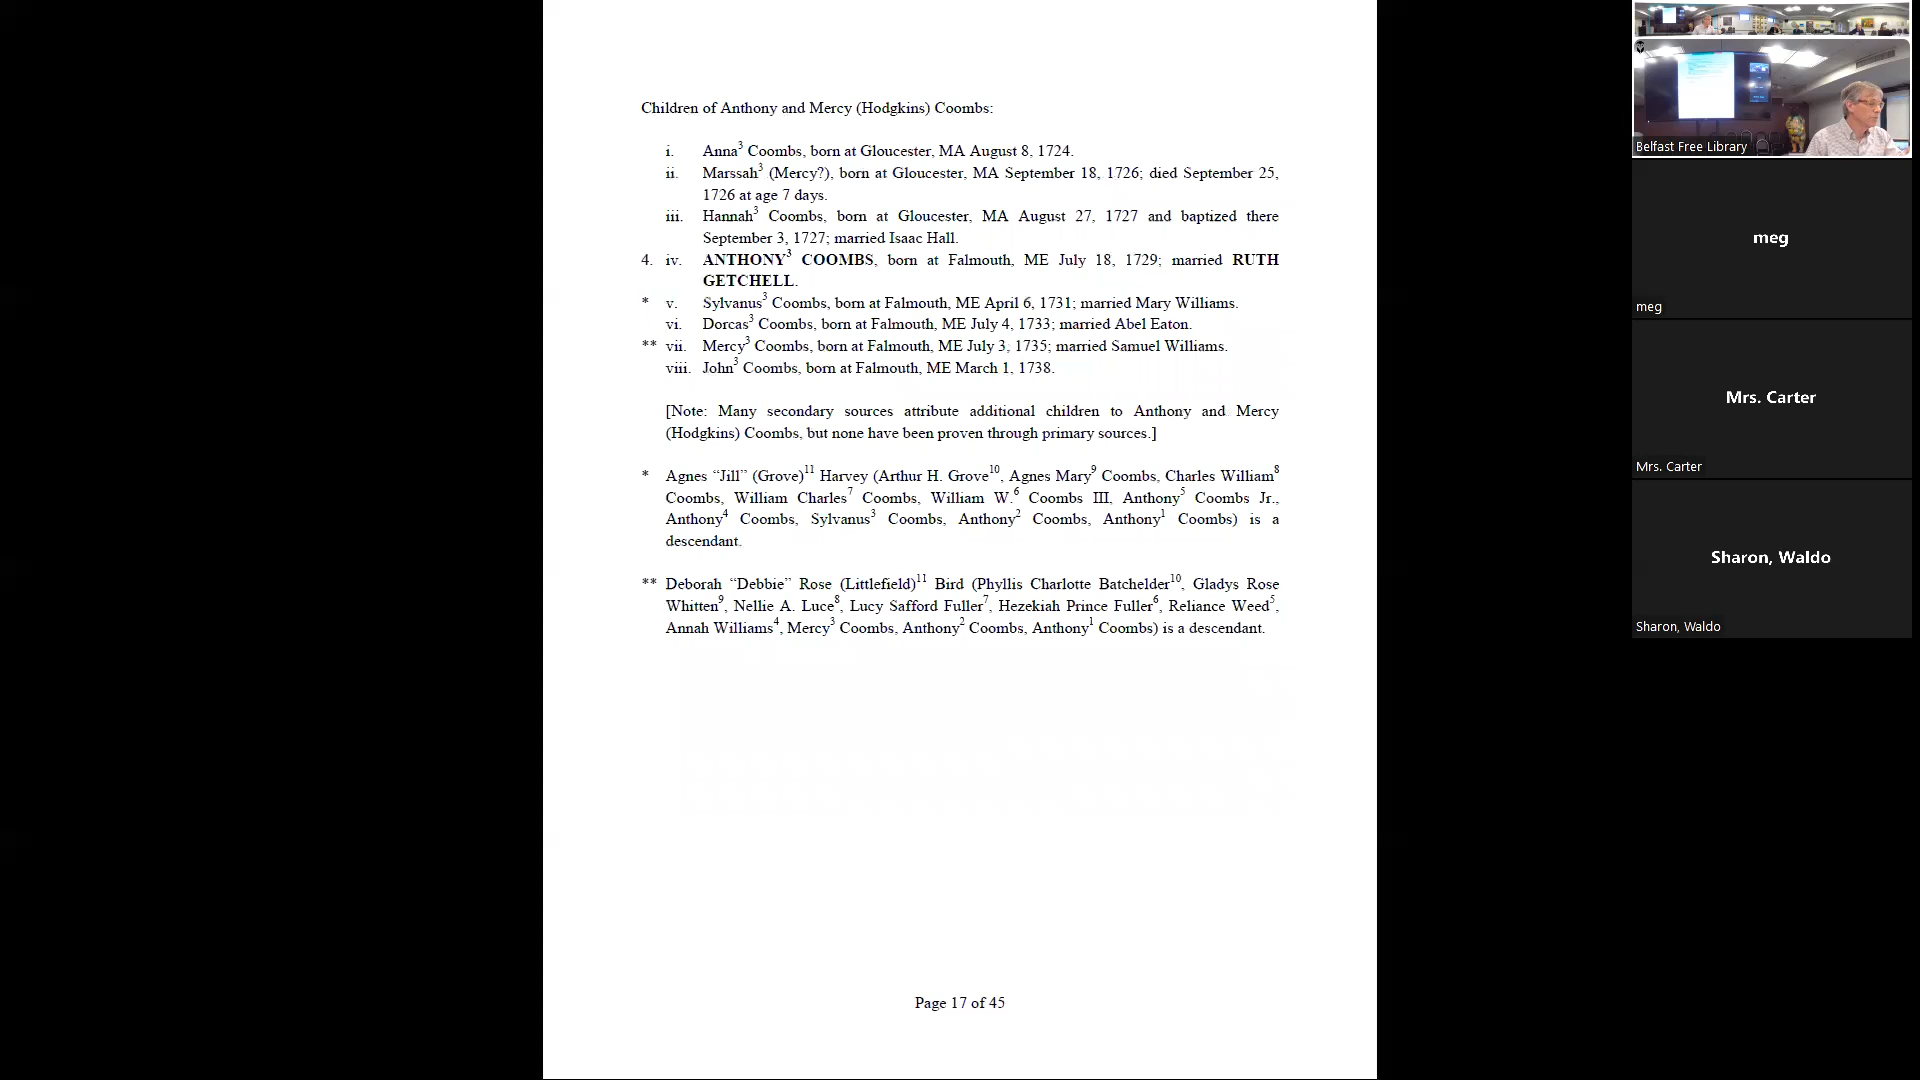 Children of Anthony and Mercy (Hodgkins) Coombs:
i. Anna3 Coombs, born at Gloucester, MA August 8, 1724.
ii. Marssah3 (Mercy?), born at Gloucester, MA September 18, 1726; died September 25,
1726 at age 7 days.
iii. Hannah3 Coombs, born at Gloucester, MA August 27, 1727 and baptized there
September 3, 1727; married Isaac Hall.
4. iv. ANTHONY3 COOMBS, born at Falmouth, ME July 18, 1729; married RUTH
GETCHELL.
* v. Sylvanus3 Coombs, born at Falmouth, ME April 6, 1731; married Mary Williams.
vi. Dorcas3 Coombs, born at Falmouth, ME July 4, 1733; married Abel Eaton.
** vii. Mercy3 Coombs, born at Falmouth, ME July 3, 1735; married Samuel Williams.
viii. John3 Coombs, born at Falmouth, ME March 1, 1738.
[Note: Many secondary sources attribute additional children to Anthony and Mercy
(Hodgkins) Coombs, but none have been proven through primary sources.]
* Agnes “Jill” (Grove)11 Harvey (Arthur H. Grove10, Agnes Mary9 Coombs, Charles William8
Coombs, William Charles7 Coombs, William W.6 Coombs III, Anthony5 Coombs Jr.,
Anthony4 Coombs, Sylvanus3 Coombs, Anthony2 Coombs, Anthony1 Coombs) is a
descendant.
** Deborah “Debbie” Rose (Littlefield)11 Bird (Phyllis Charlotte Batchelder10, Gladys Rose
Whitten9, Nellie A. Luce8, Lucy Safford Fuller7, Hezekiah Prince Fuller6, Reliance Weed5,
Annah Williams4, Mercy3 Coombs, Anthony2 Coombs, Anthony1 Coombs) is a descendant.
Page 17 of 45
Belfast Free Library
meg
meg
Mrs. Carter
Mrs. Carter
Sharon, Waldo
Sharon, Waldo